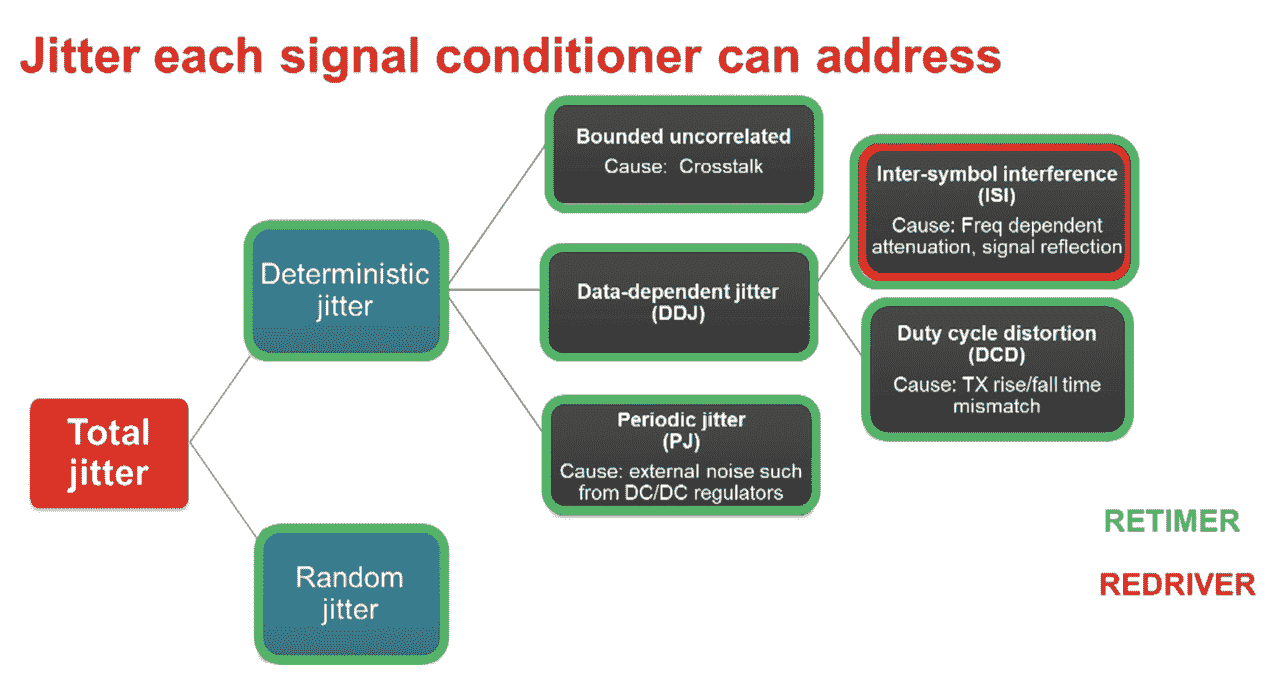 Jitter each signal conditioner can address
Bounded uncorrelated
Cause: Crosstalk
Inter-symbol interference
(ISI)
Cause: Freq dependent
attenuation, signal reflection
Deterministic
jitter
Data-dependent jitter
(DDJ)
Duty cycle distortion
(DCD)
Cause: TX rise/fall time
mismatch
Periodic jitter
(PJ)
Cause: external noise such
from DC/DC regulators
Total
jitter
Random
jitter
RETIMER
REDRIVER